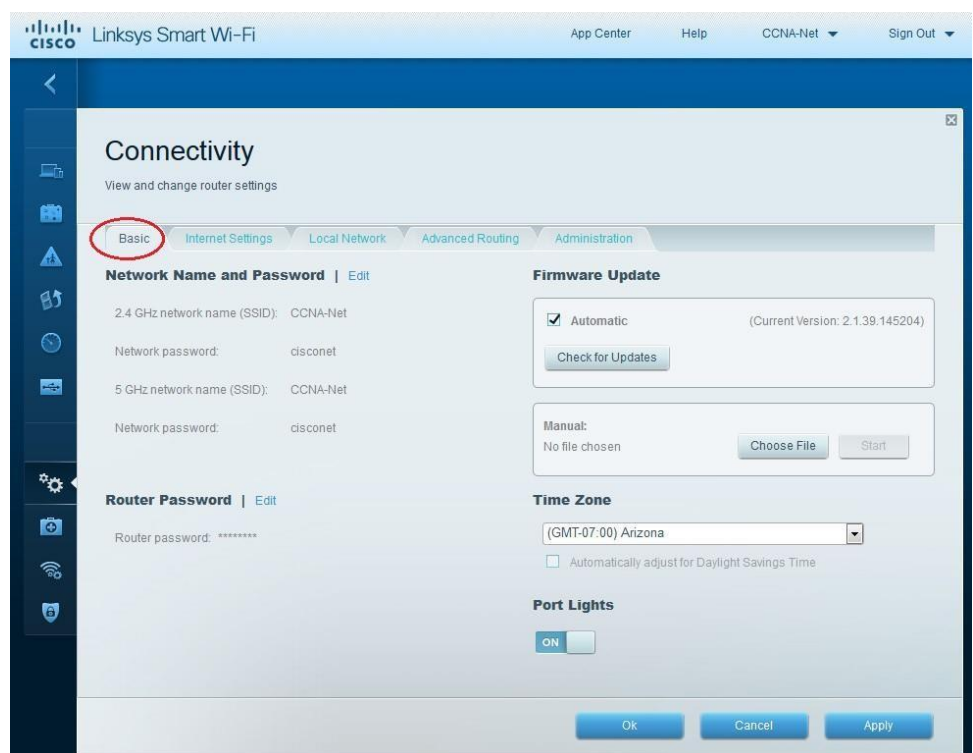 CISCO Linksys Smart Wi-Fi App Center Help CCNA-Net Sign Out
Connectivity
View and change router settings
Basic Internet Settings Local Network Advanced Routing Administration
Network Name and Password | Edit
2.4 GHz network name (SSID): CCNA-Net
Network password: cisconet
5 GHz network name (SSID): CCNA-Net
Network password: cisconet
Router Password | Edit
Router password: ********
Firmware Update
Automatic (Current Version: 2.1.39.145204)
Check for Updates
Manual:
No file chosen Choose File Start
Time Zone
(GMT-07:00) Arizona
Automatically adjust for Daylight Savings Time
Port Lights
ON
Ok Cancel Apply